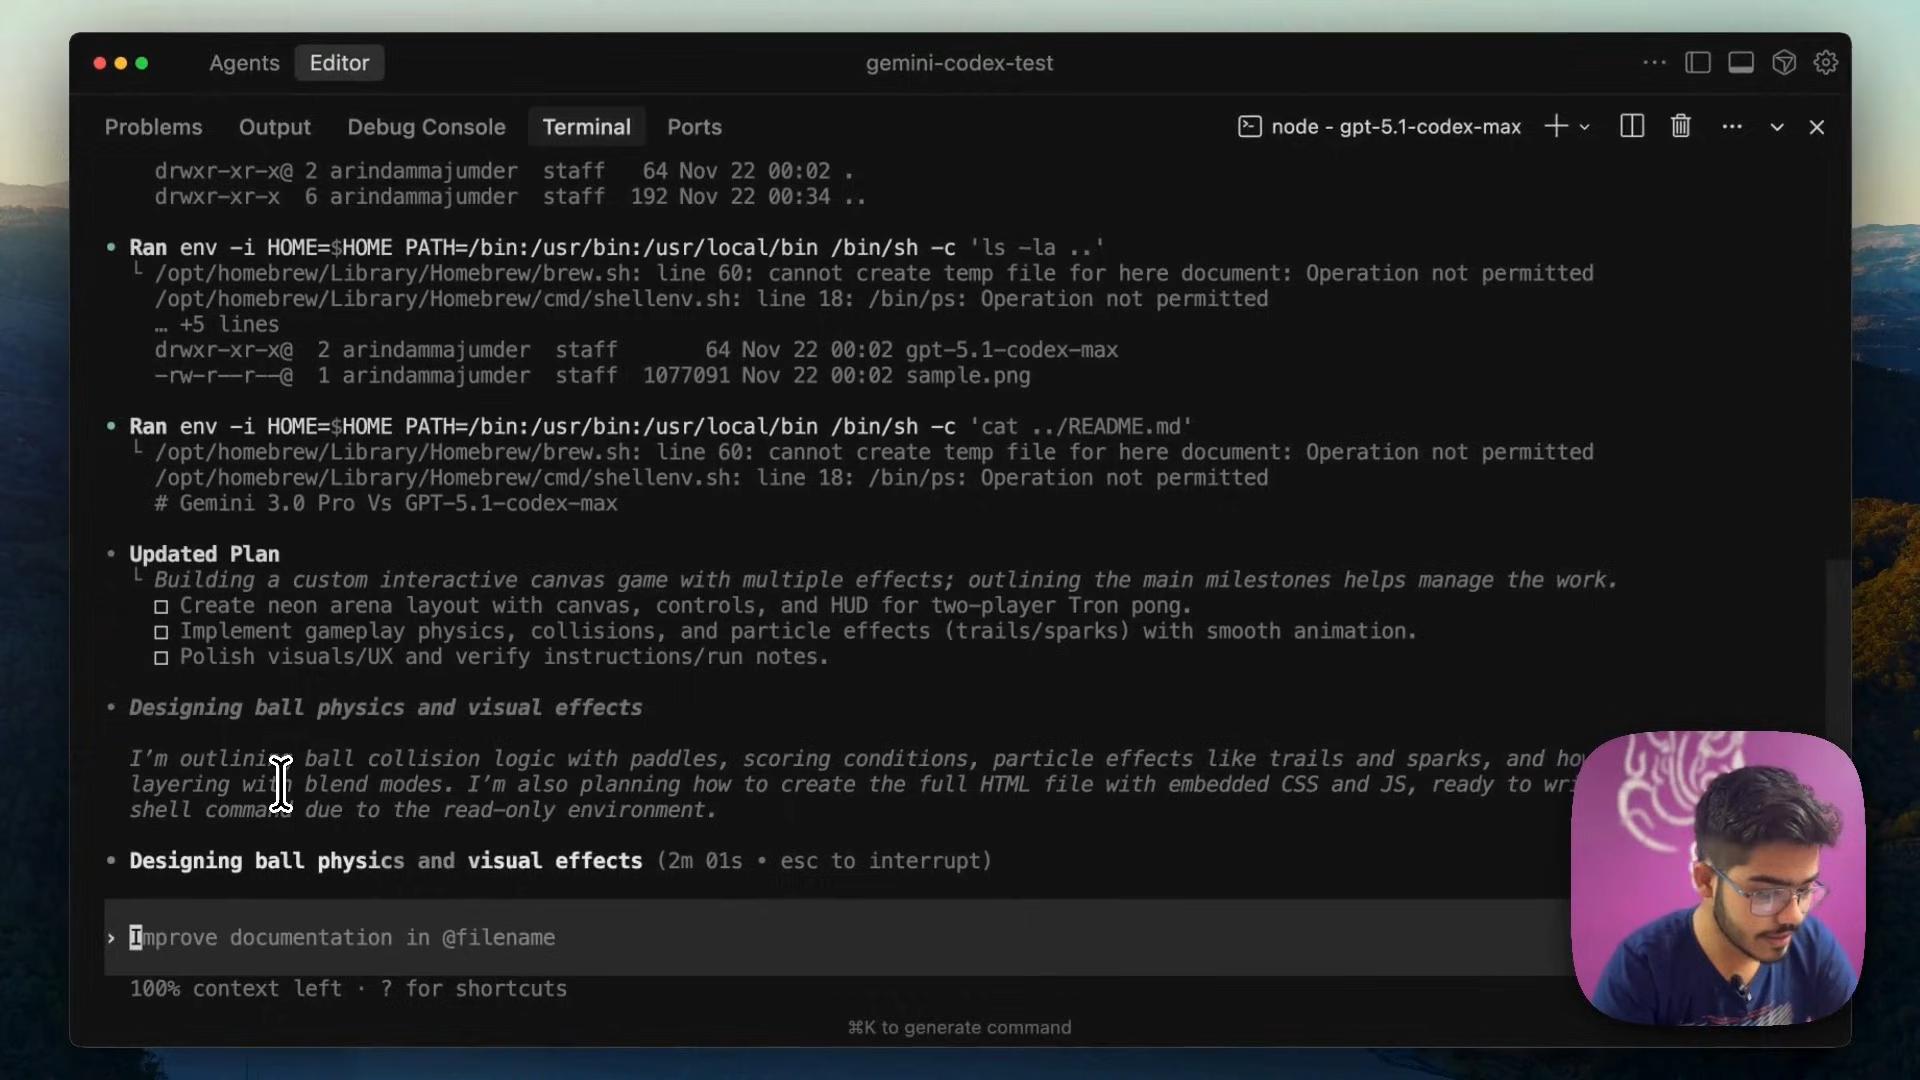 Agents Editor gemini-codex-test ...
Problems Output Debug Console Terminal Ports node - gpt-5.1-codex-max ...
drwxr-xr-x@ 2 arindammajumder staff 64 Nov 22 00:02 .
drwxr-xr-x 6 arindammajumder staff 192 Nov 22 00:34 ..
• Ran env -i HOME=$HOME PATH=/bin:/usr/bin:/usr/local/bin /bin/sh -c 'ls -la ..'
└ /opt/homebrew/Library/Homebrew/brew.sh: line 60: cannot create temp file for here document: Operation not permitted
/opt/homebrew/Library/Homebrew/cmd/shellenv.sh: line 18: /bin/ps: Operation not permitted
… +5 lines
drwxr-xr-x@ 2 arindammajumder staff 64 Nov 22 00:02 gpt-5.1-codex-max
-rw-r--r--@ 1 arindammajumder staff 1077091 Nov 22 00:02 sample.png
• Ran env -i HOME=$HOME PATH=/bin:/usr/bin:/usr/local/bin /bin/sh -c 'cat ../README.md'
└ /opt/homebrew/Library/Homebrew/brew.sh: line 60: cannot create temp file for here document: Operation not permitted
/opt/homebrew/Library/Homebrew/cmd/shellenv.sh: line 18: /bin/ps: Operation not permitted
# Gemini 3.0 Pro Vs GPT-5.1-codex-max
• Updated Plan
└ Building a custom interactive canvas game with multiple effects; outlining the main milestones helps manage the work.
□ Create neon arena layout with canvas, controls, and HUD for two-player Tron pong.
□ Implement gameplay physics, collisions, and particle effects (trails/sparks) with smooth animation.
□ Polish visuals/UX and verify instructions/run notes.
• Designing ball physics and visual effects
I'm outlining ball collision logic with paddles, scoring conditions, particle effects like trails and sparks, and
layering with blend modes. I'm also planning how to create the full HTML file with embedded CSS and JS, ready to
shell command due to the read-only environment.
• Designing ball physics and visual effects (2m 01s • esc to interrupt)
› Improve documentation in @filename
100% context left · ? for shortcuts
⌘K to generate command